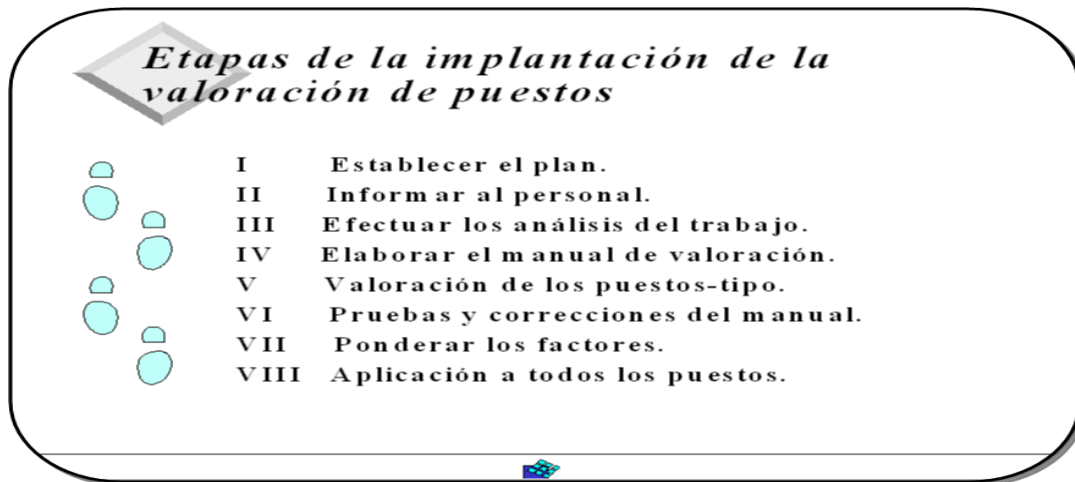 Etapas de la implantación de la
valoración de puestos
I Establecer el plan.
II Informar al personal.
III Efectuar los análisis del trabajo.
IV Elaborar el manual de valoración.
V Valoración de los puestos-tipo.
VI Pruebas y correcciones del manual.
VII Ponderar los factores.
VIII Aplicación a todos los puestos.